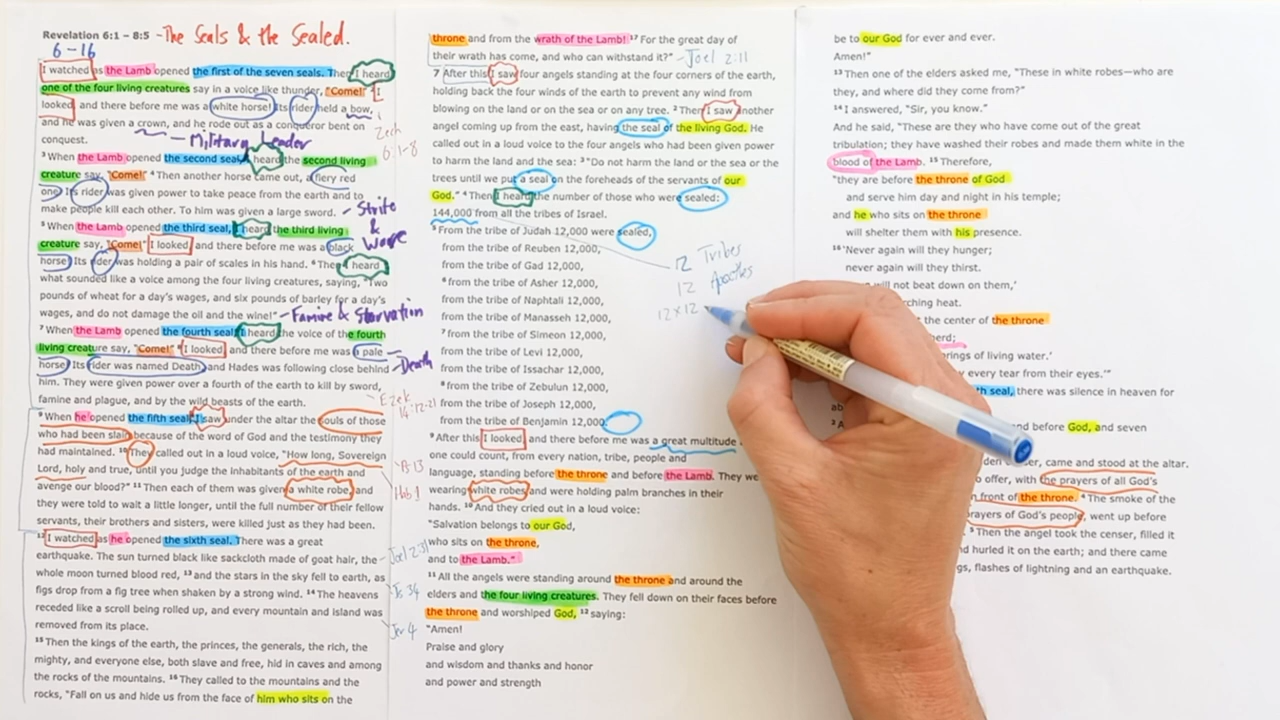 Revelation 6:1 – 8:5 - The Seals & the Sealed.
6 - 16
I watched as the Lamb opened the first of the seven seals. Then I heard
one of the four living creatures say in a voice like thunder, "Come!" 2 I
looked, and there before me was a white horse! Its rider held a bow,
and he was given a crown, and he rode out as a conqueror bent on
conquest.
- Military Leader
Zech
6:1-8
3 When the Lamb opened the second seal, I heard the second living
creature say, "Come!" 4 Then another horse came out, a fiery red
one. Its rider was given power to take peace from the earth and to
make people kill each other. To him was given a large sword.
- Strife
& Ware
5 When the Lamb opened the third seal, I heard the third living
creature say, "Come!" I looked, and there before me was a black
horse! Its rider was holding a pair of scales in his hand. 6 Then I heard
what sounded like a voice among the four living creatures, saying, "Two
pounds of wheat for a day's wages, and six pounds of barley for a day's
wages, and do not damage the oil and the wine!"
- Famine & Starvation
7 When the Lamb opened the fourth seal, I heard the voice of the fourth
living creature say, "Come!" 8 I looked, and there before me was a pale
horse! Its rider was named Death, and Hades was following close behind
him. They were given power over a fourth of the earth to kill by sword,
famine and plague, and by the wild beasts of the earth.
- Death
Ezek
14:12-21
9 When he opened the fifth seal, I saw under the altar the souls of those
who had been slain because of the word of God and the testimony they
had maintained. 10 They called out in a loud voice, "How long, Sovereign
Lord, holy and true, until you judge the inhabitants of the earth and
avenge our blood?" 11 Then each of them was given a white robe, and
they were told to wait a little longer, until the full number of their fellow
servants, their brothers and sisters, were killed just as they had been.
Ps 13
Hab 1
12 I watched as he opened the sixth seal. There was a great
earthquake. The sun turned black like sackcloth made of goat hair, the
whole moon turned blood red, 13 and the stars in the sky fell to earth, as
figs drop from a fig tree when shaken by a strong wind. 14 The heavens
receded like a scroll being rolled up, and every mountain and island was
removed from its place.
Joel 2:31
Is 34
Jer 4
15 Then the kings of the earth, the princes, the generals, the rich, the
mighty, and everyone else, both slave and free, hid in caves and among
the rocks of the mountains. 16 They called to the mountains and the
rocks, "Fall on us and hide us from the face of him who sits on the
throne and from the wrath of the Lamb! 17 For the great day of
their wrath has come, and who can withstand it?" - Joel 2:11
7 After this I saw four angels standing at the four corners of the earth,
holding back the four winds of the earth to prevent any wind from
blowing on the land or on the sea or on any tree. 2 Then I saw another
angel coming up from the east, having the seal of the living God. He
called out in a loud voice to the four angels who had been given power
to harm the land and the sea: 3 "Do not harm the land or the sea or the
trees until we put a seal on the foreheads of the servants of our
God." 4 Then I heard the number of those who were sealed:
144,000 from all the tribes of Israel.
5 From the tribe of Judah 12,000 were sealed,
from the tribe of Reuben 12,000,
from the tribe of Gad 12,000,
6 from the tribe of Asher 12,000,
from the tribe of Naphtali 12,000,
from the tribe of Manasseh 12,000,
7 from the tribe of Simeon 12,000,
from the tribe of Levi 12,000,
from the tribe of Issachar 12,000,
8 from the tribe of Zebulun 12,000,
from the tribe of Joseph 12,000,
from the tribe of Benjamin 12,000.
12 Tribes
12 Apostles
12x12
9 After this I looked, and there before me was a great multitude
one could count, from every nation, tribe, people and
language, standing before the throne and before the Lamb. They we
wearing white robes and were holding palm branches in their
hands. 10 And they cried out in a loud voice:
"Salvation belongs to our God,
who sits on the throne,
and to the Lamb."
11 All the angels were standing around the throne and around the
elders and the four living creatures. They fell down on their faces before
the throne and worshiped God, 12 saying:
"Amen!
Praise and glory
and wisdom and thanks and honor
and power and strength
be to our God for ever and ever.
Amen!"
13 Then one of the elders asked me, "These in white robes—who are
they, and where did they come from?"
14 I answered, "Sir, you know."
And he said, "These are they who have come out of the great
tribulation; they have washed their robes and made them white in the
blood of the Lamb. 15 Therefore,
"they are before the throne of God
and serve him day and night in his temple;
and he who sits on the throne
will shelter them with his presence.
16 'Never again will they hunger;
never again will they thirst.
will not beat down on them,'
rching heat.
the center of the throne
herd;
rings of living water.'
every tear from their eyes.'"
th seal, there was silence in heaven for
ab
nd before God, and seven
den censer, came and stood at the altar.
o offer, with the prayers of all God's
front of the throne. 4 The smoke of the
prayers of God's people, went up before
5 Then the angel took the censer, filled it
d hurled it on the earth; and there came
gs, flashes of lightning and an earthquake.